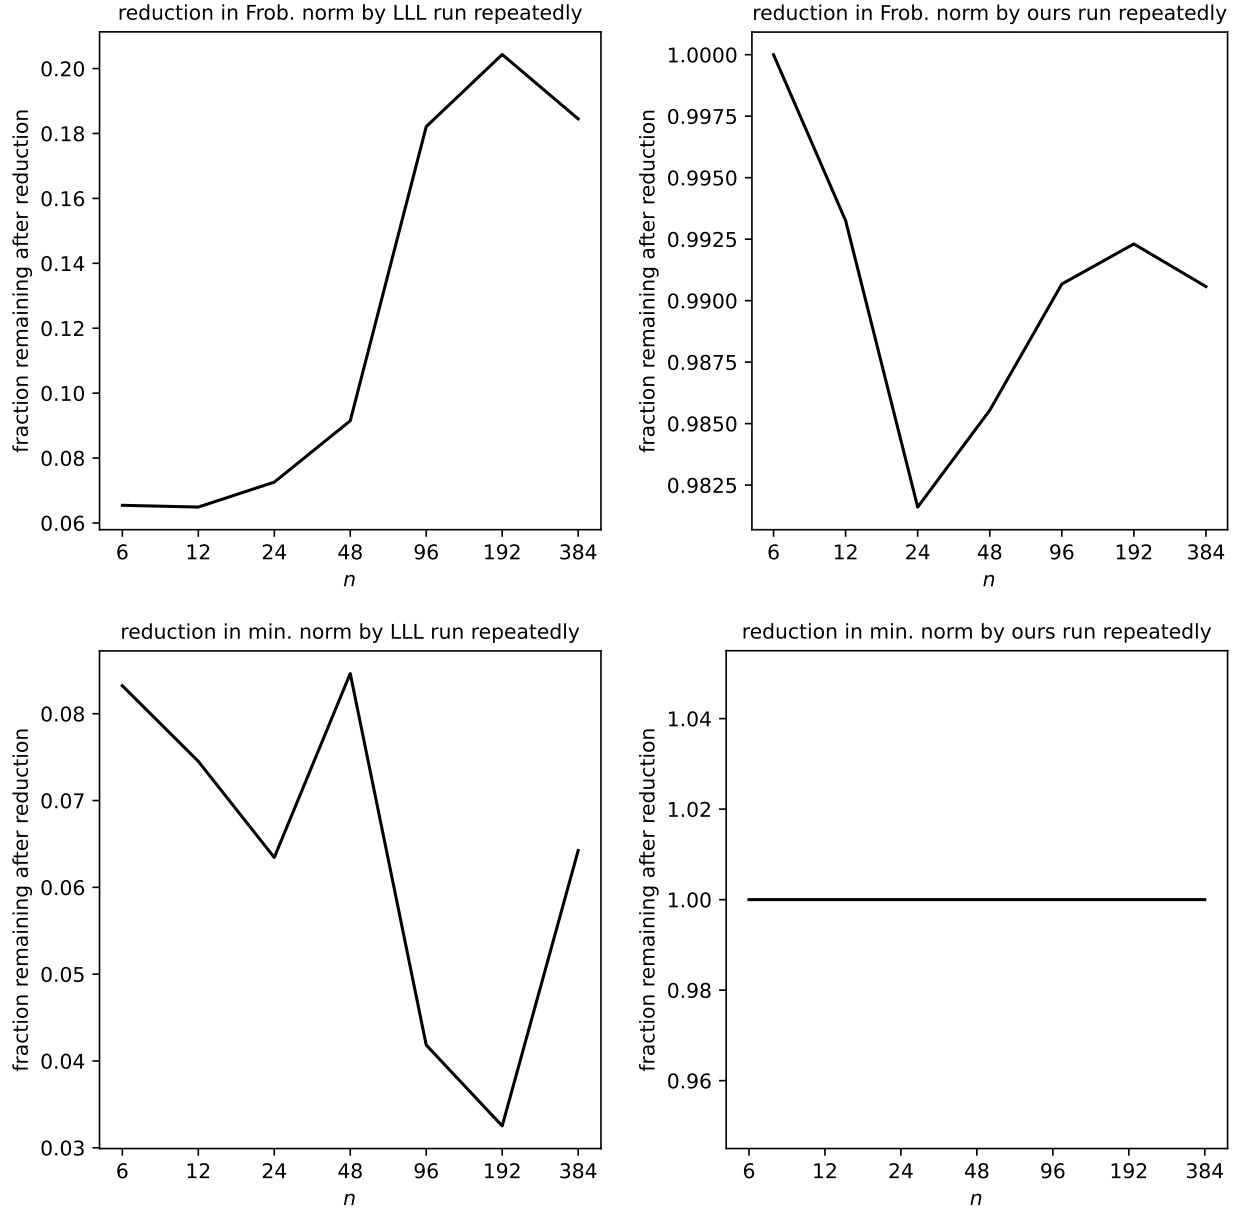 reduction in Frob. norm by LLL run repeatedly
fraction remaining after reduction
0.20
0.18
0.16
0.14
0.12
0.10
0.08
0.06
6 12 24 48 96 192 384
n
reduction in Frob. norm by ours run repeatedly
fraction remaining after reduction
1.0000
0.9975
0.9950
0.9925
0.9900
0.9875
0.9850
0.9825
6 12 24 48 96 192 384
n
reduction in min. norm by LLL run repeatedly
fraction remaining after reduction
0.08
0.07
0.06
0.05
0.04
0.03
6 12 24 48 96 192 384
n
reduction in min. norm by ours run repeatedly
fraction remaining after reduction
1.04
1.02
1.00
0.98
0.96
6 12 24 48 96 192 384
n